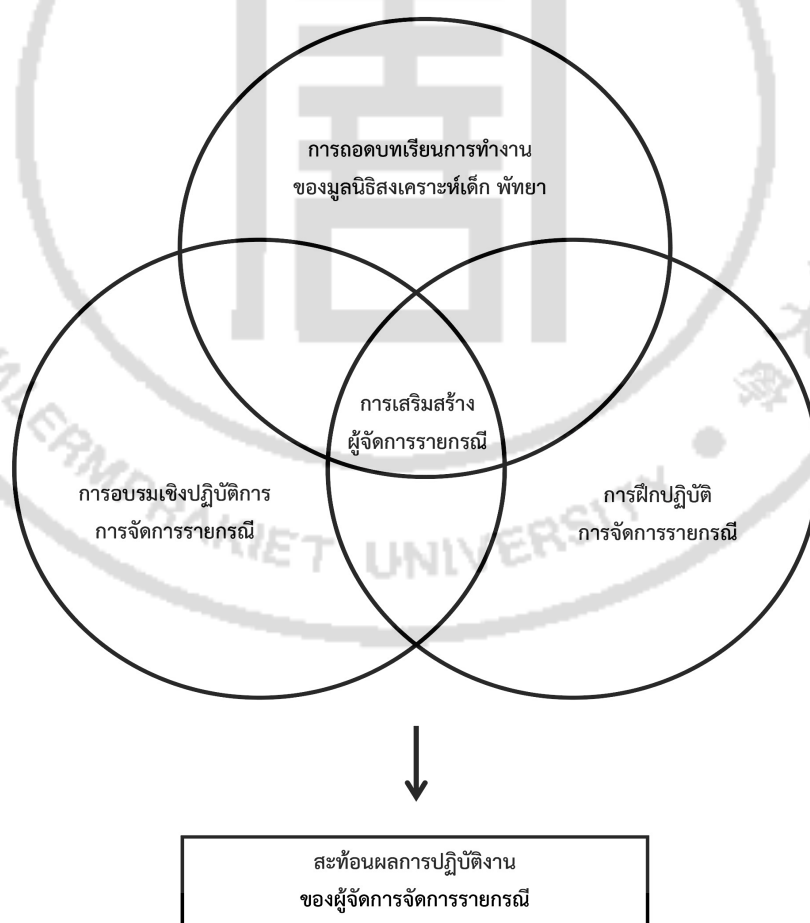 การถอดบทเรียนการทำงาน
ของมูลนิธิสงเคราะห์เด็ก พัทยา
การเสริมสร้าง
ผู้จัดการรายกรณี
การอบรมเชิงปฏิบัติการ
การจัดการรายกรณี
การฝึกปฏิบัติ
การจัดการรายกรณี
ERMPRAKIET UNIVERSITY
สะท้อนผลการปฏิบัติงาน
ของผู้จัดการจัดการรายกรณี